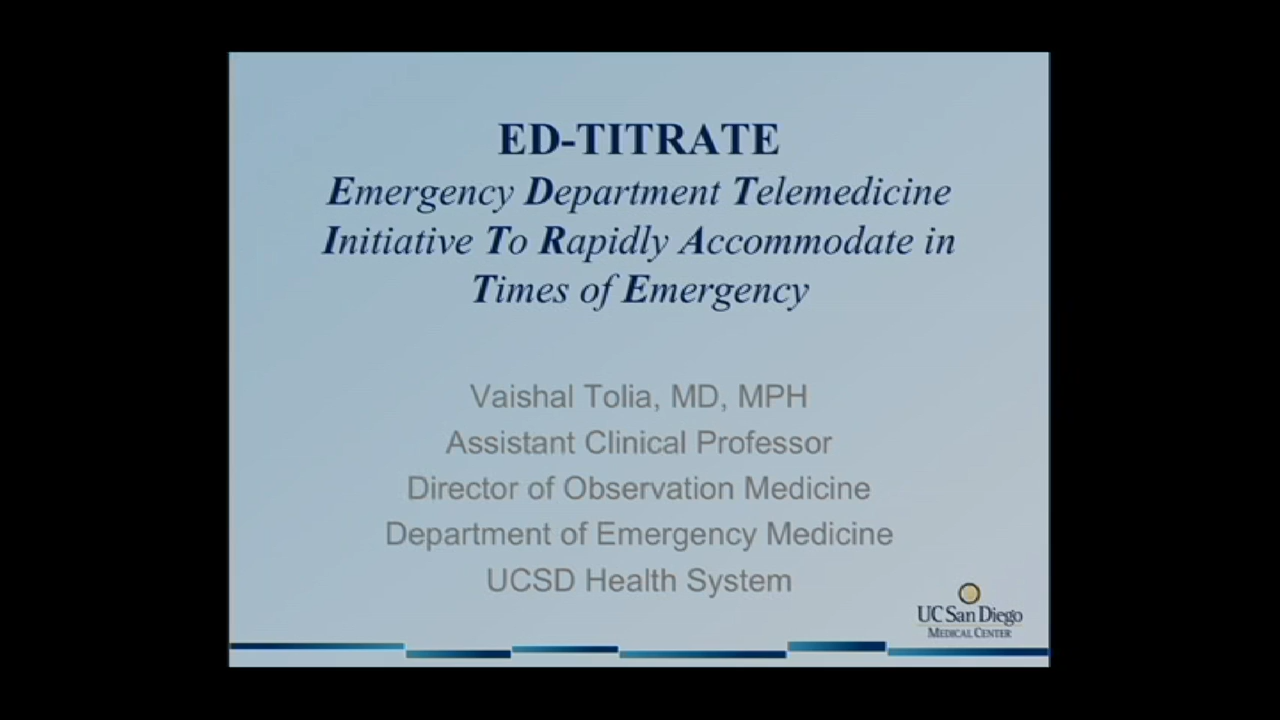 ED-TITRATE
Emergency Department Telemedicine
Initiative To Rapidly Accommodate in
Times of Emergency
Vaishal Tolia, MD, MPH
Assistant Clinical Professor
Director of Observation Medicine
Department of Emergency Medicine
UCSD Health System
UC San Diego
MEDICAL CENTER